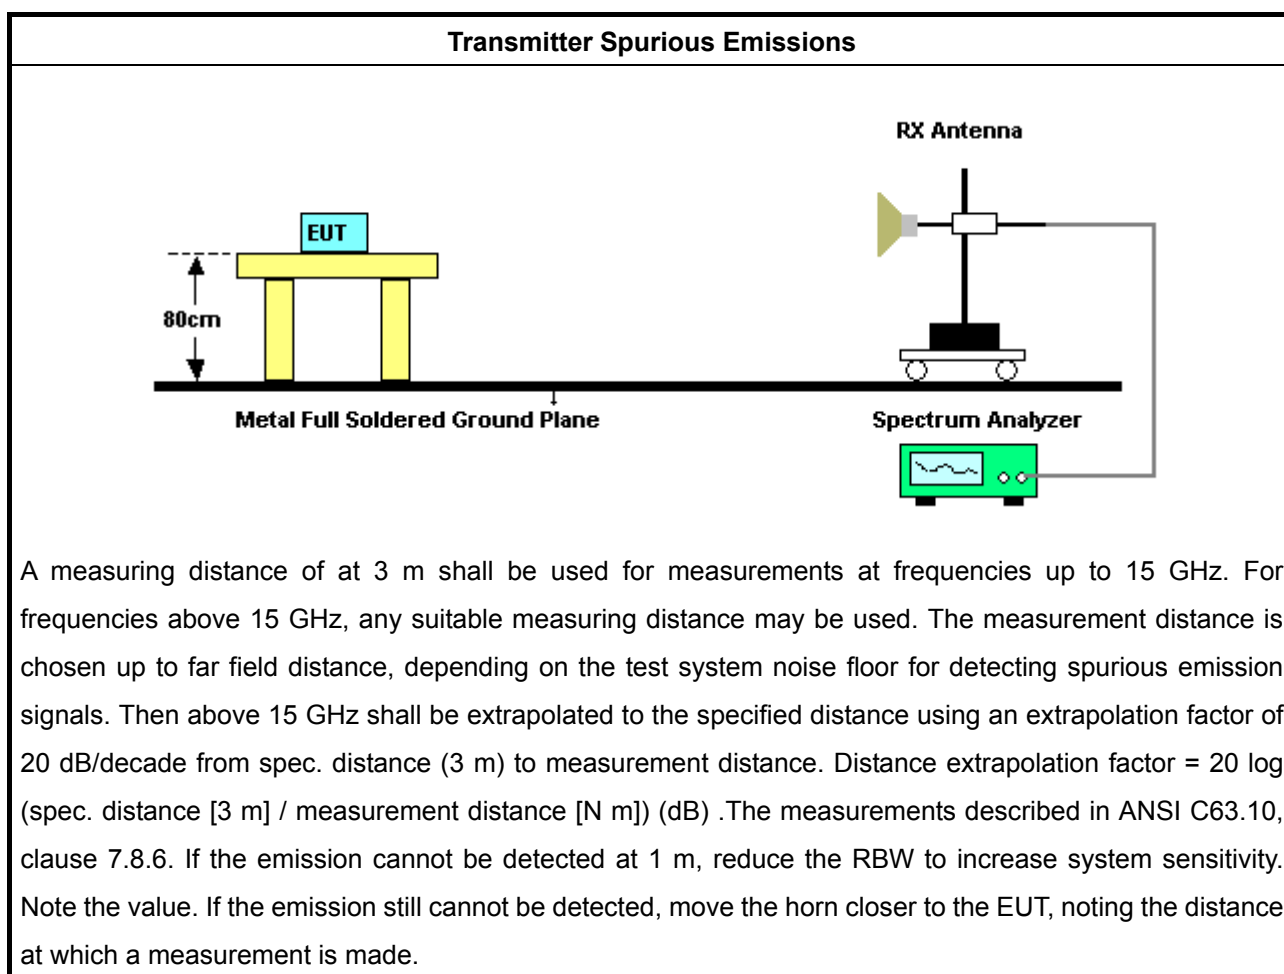 Transmitter Spurious Emissions
RX Antenna
EUT
80cm
Metal Full Soldered Ground Plane
Spectrum Analyzer
A measuring distance of at 3 m shall be used for measurements at frequencies up to 15 GHz. For
frequencies above 15 GHz, any suitable measuring distance may be used. The measurement distance is
chosen up to far field distance, depending on the test system noise floor for detecting spurious emission
signals. Then above 15 GHz shall be extrapolated to the specified distance using an extrapolation factor of
20 dB/decade from spec. distance (3 m) to measurement distance. Distance extrapolation factor = 20 log
(spec. distance [3 m] / measurement distance [N m]) (dB) .The measurements described in ANSI C63.10,
clause 7.8.6. If the emission cannot be detected at 1 m, reduce the RBW to increase system sensitivity.
Note the value. If the emission still cannot be detected, move the horn closer to the EUT, noting the distance
at which a measurement is made.